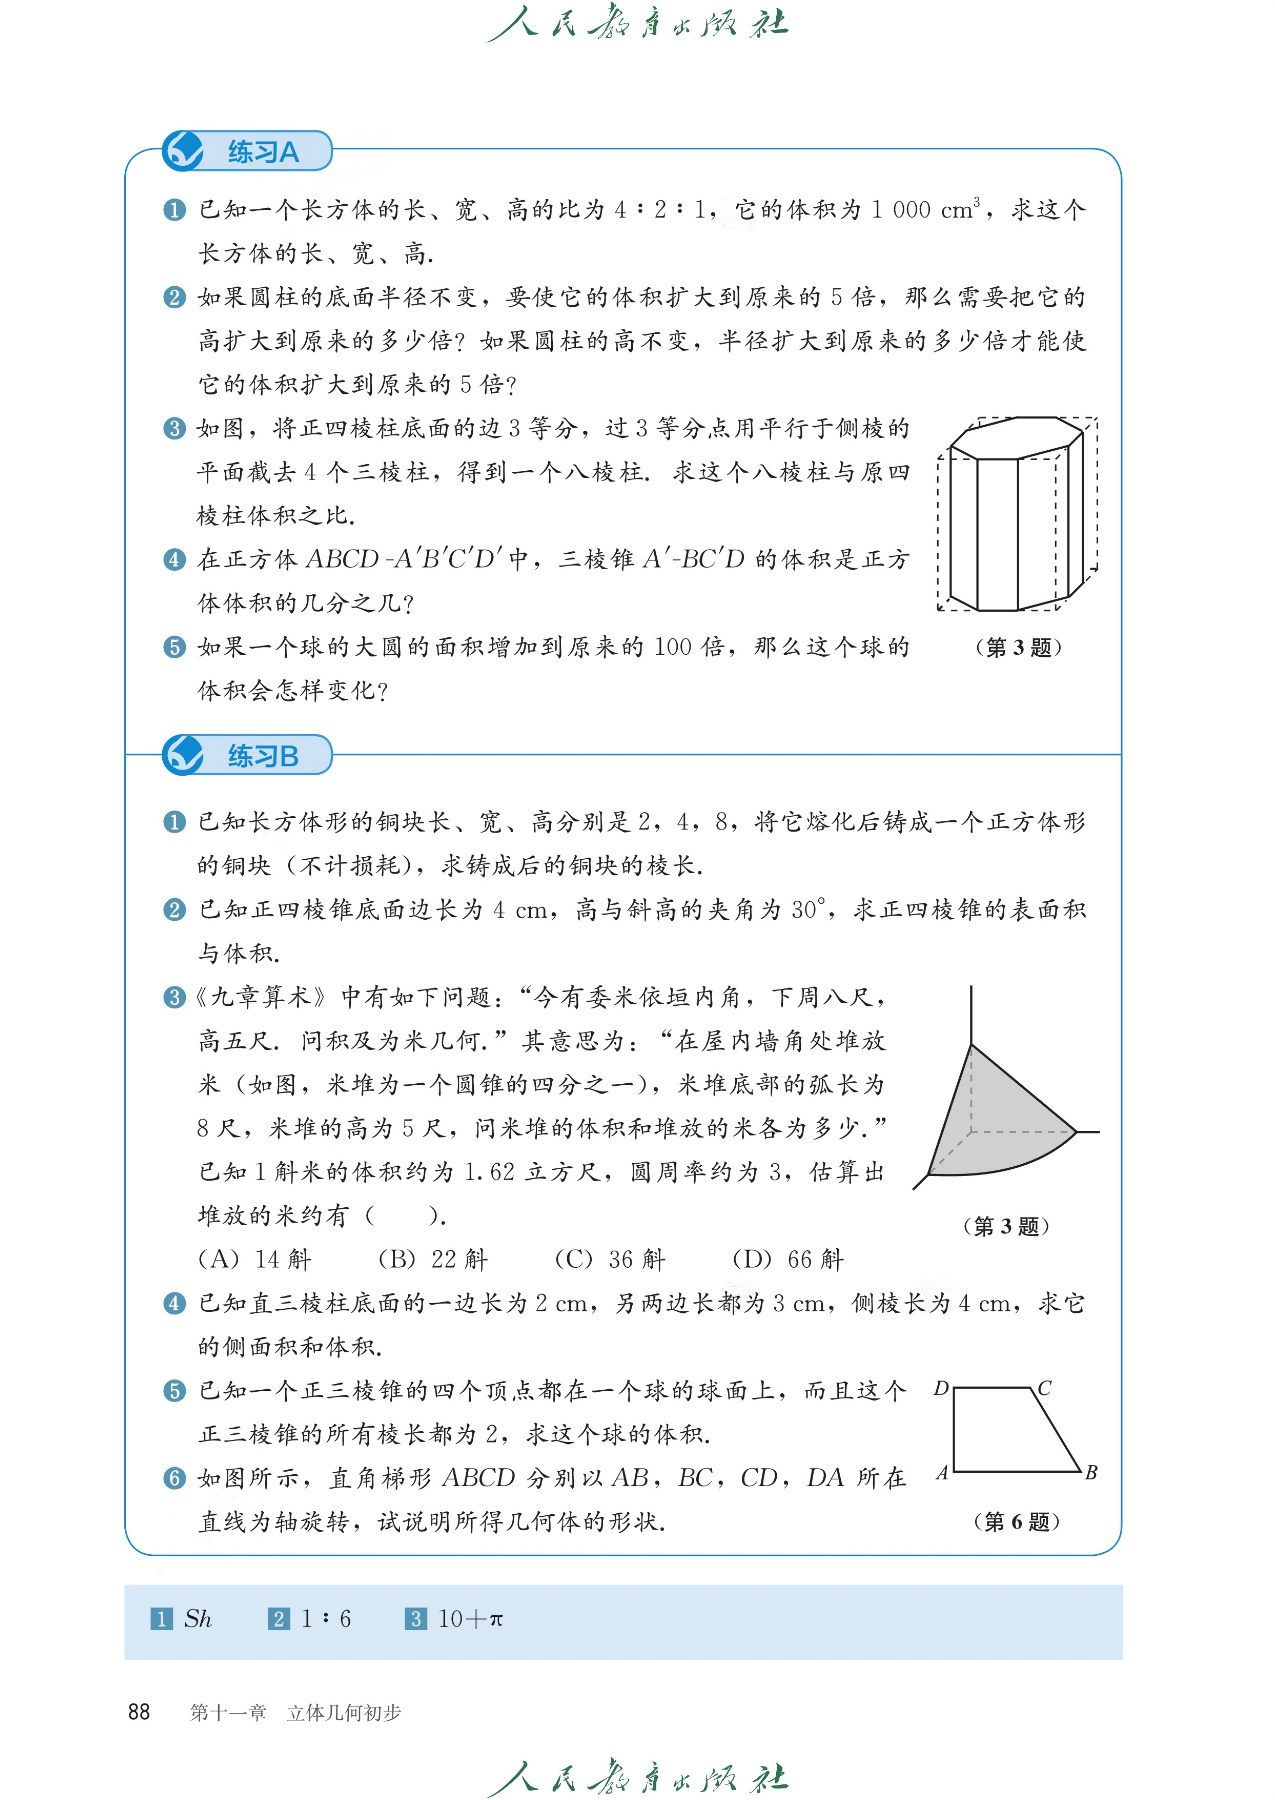 人民教育出版社
练习A
❶ 已知一个长方体的长、宽、高的比为 4∶2∶1，它的体积为 1 000 cm³，求这个
长方体的长、宽、高.
❷ 如果圆柱的底面半径不变，要使它的体积扩大到原来的 5 倍，那么需要把它的
高扩大到原来的多少倍？如果圆柱的高不变，半径扩大到原来的多少倍才能使
它的体积扩大到原来的 5 倍？
❸ 如图，将正四棱柱底面的边 3 等分，过 3 等分点用平行于侧棱的
平面截去 4 个三棱柱，得到一个八棱柱. 求这个八棱柱与原四
棱柱体积之比.
❹ 在正方体 ABCD-A′B′C′D′中，三棱锥 A′-BC′D 的体积是正方
体体积的几分之几？
❺ 如果一个球的大圆的面积增加到原来的 100 倍，那么这个球的
体积会怎样变化？
（第 3 题）
练习B
❶ 已知长方体形的铜块长、宽、高分别是 2，4，8，将它熔化后铸成一个正方体形
的铜块（不计损耗），求铸成后的铜块的棱长.
❷ 已知正四棱锥底面边长为 4 cm，高与斜高的夹角为 30°，求正四棱锥的表面积
与体积.
❸《九章算术》中有如下问题：“今有委米依垣内角，下周八尺，
高五尺. 问积及为米几何.”其意思为：“在屋内墙角处堆放
米（如图，米堆为一个圆锥的四分之一），米堆底部的弧长为
8 尺，米堆的高为 5 尺，问米堆的体积和堆放的米各为多少.”
已知 1 斛米的体积约为 1.62 立方尺，圆周率约为 3，估算出
堆放的米约有（　　）.
（A）14 斛　（B）22 斛　（C）36 斛　（D）66 斛
（第 3 题）
❹ 已知直三棱柱底面的一边长为 2 cm，另两边长都为 3 cm，侧棱长为 4 cm，求它
的侧面积和体积.
❺ 已知一个正三棱锥的四个顶点都在一个球的球面上，而且这个
正三棱锥的所有棱长都为 2，求这个球的体积.
❻ 如图所示，直角梯形 ABCD 分别以 AB，BC，CD，DA 所在
直线为轴旋转，试说明所得几何体的形状.
D C
A B
（第 6 题）
1 Sh　2 1∶6　3 10+π
88 第十一章 立体几何初步
人民教育出版社